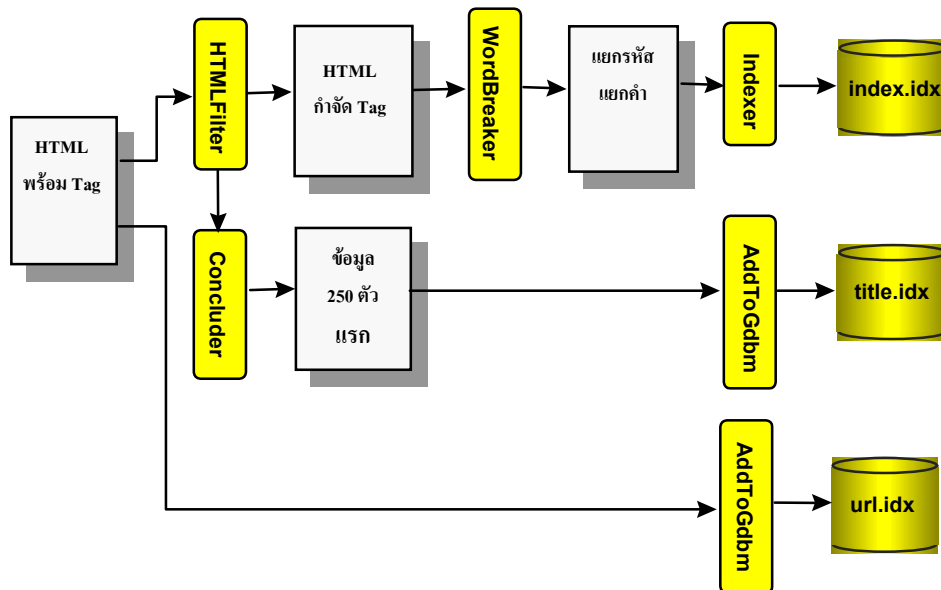 HTML
พร้อม Tag
HTMLFilter
HTML
กำจัด Tag
WordBreaker
แยกรหัส
แยกคำ
Indexer
index.idx
Concluder
ข้อมูล
250 ตัว
แรก
AddToGdbm
title.idx
AddToGdbm
url.idx